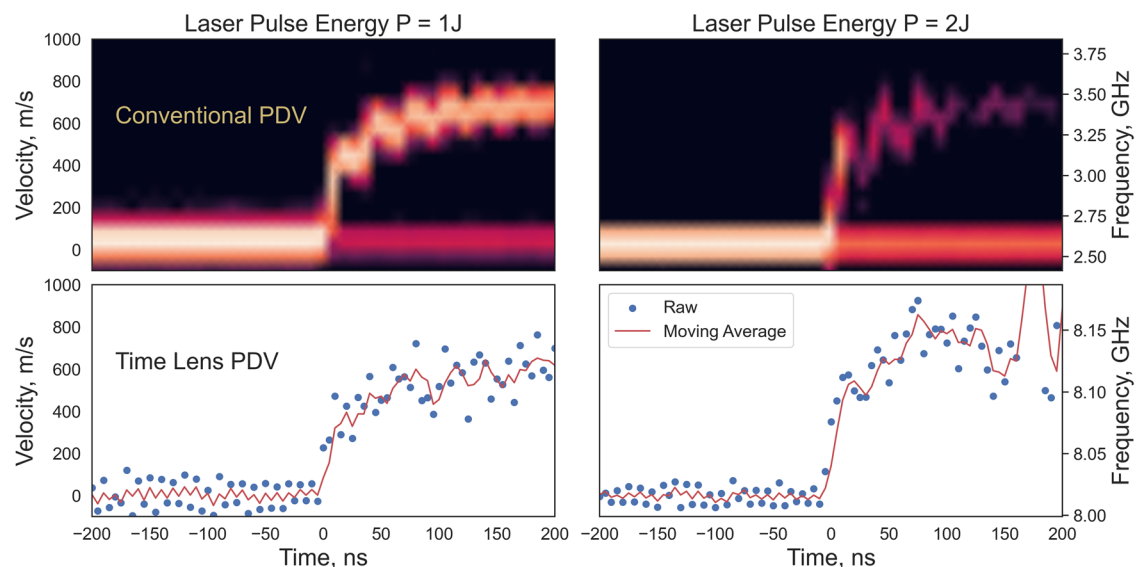 Laser Pulse Energy P = 1J
Laser Pulse Energy P = 2J
1000
800
600
400
200
0
Velocity, m/s
Conventional PDV
3.75
3.50
3.25
3.00
2.75
2.50
Frequency, GHz
1000
800
600
400
200
0
Velocity, m/s
Time Lens PDV
Raw
Moving Average
8.15
8.10
8.05
8.00
Frequency, GHz
−200 −150 −100 −50 0 50 100 150 200
−200 −150 −100 −50 0 50 100 150 200
Time, ns
Time, ns